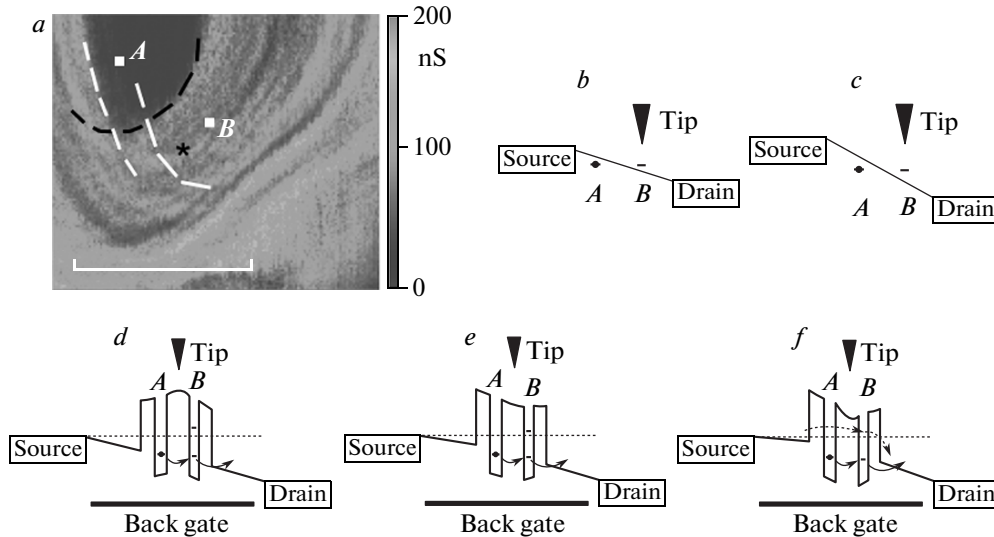 a
A
B
*
200
nS
100
0
b
Tip
Source
A
B
Drain
c
Tip
Source
A
B
Drain
d
Tip
A
B
Source
Drain
Back gate
e
Tip
A
B
Source
Drain
Back gate
f
Tip
A
B
Source
Drain
Back gate